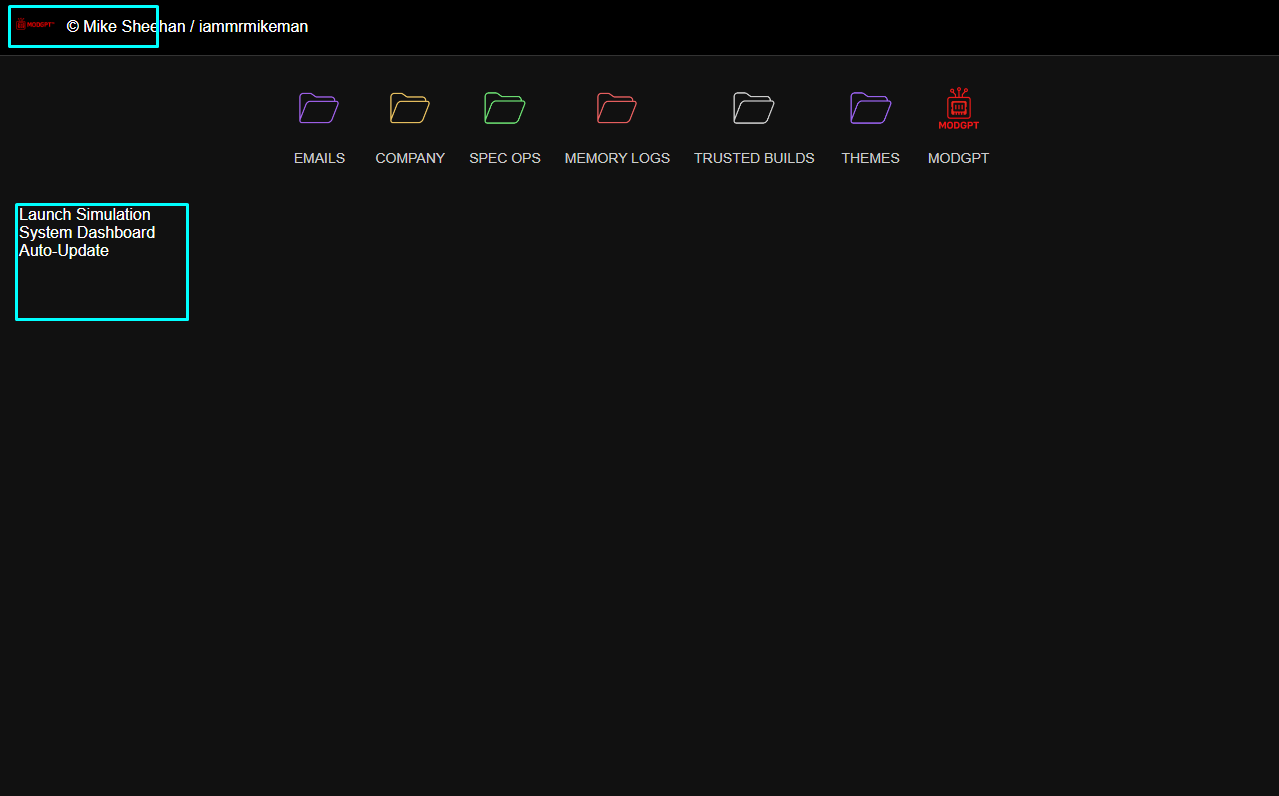 MODGPT © Mike Sheehan / iammrmikeman
EMAILS COMPANY SPEC OPS MEMORY LOGS TRUSTED BUILDS THEMES MODGPT
MODGPT
Launch Simulation
System Dashboard
Auto-Update